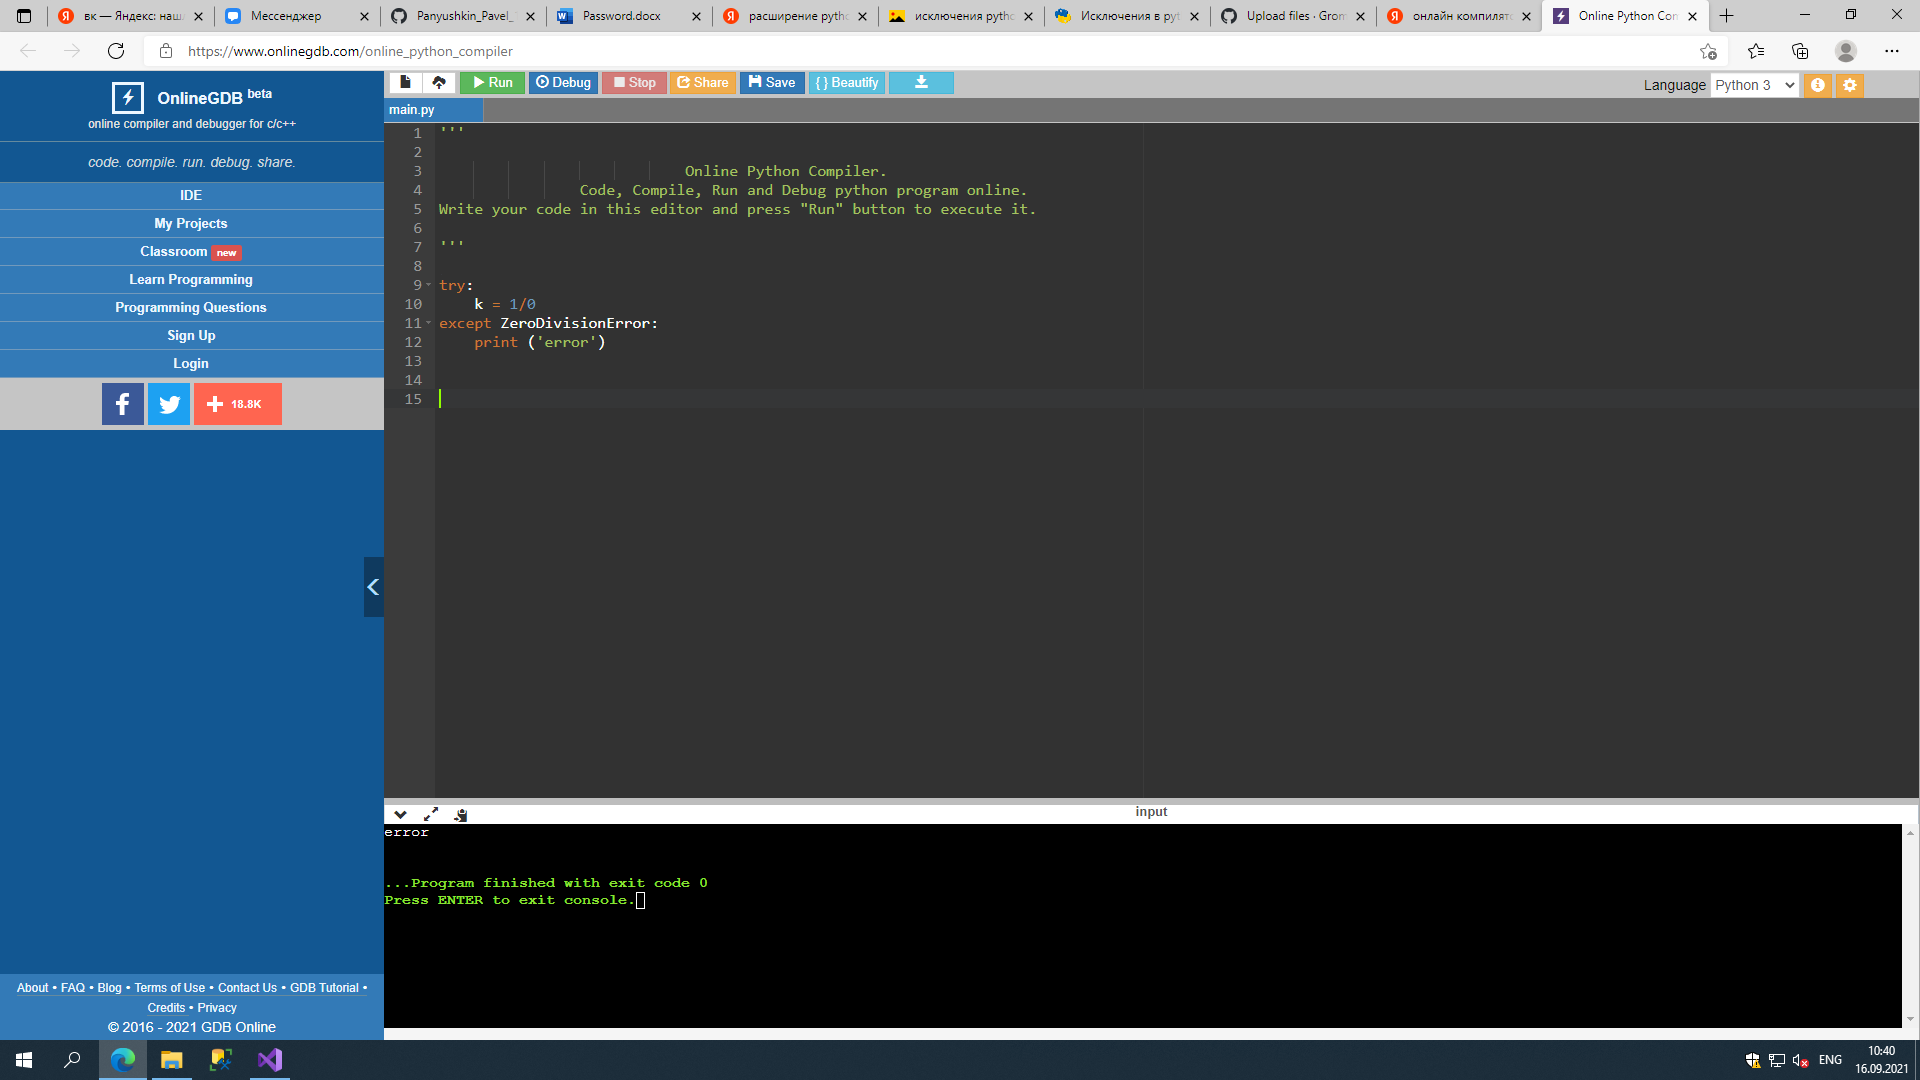 вк — Яндекс: наш
Мессенджер
Panyushkin_Pavel_
Password.docx
расширение pytho
исключения pytho
Исключения в pyt
Upload files · Gron
онлайн компилято
Online Python Con
https://www.onlinegdb.com/online_python_compiler
OnlineGDB beta
online compiler and debugger for c/c++
code. compile. run. debug. share.
IDE
My Projects
Classroom new
Learn Programming
Programming Questions
Sign Up
Login
18.8K
About • FAQ • Blog • Terms of Use • Contact Us • GDB Tutorial •
Credits • Privacy
© 2016 - 2021 GDB Online
Run Debug Stop Share Save { } Beautify
Language Python 3
main.py
1 '''
2
3 Online Python Compiler.
4 Code, Compile, Run and Debug python program online.
5 Write your code in this editor and press "Run" button to execute it.
6
7 '''
8
9 try:
10 k = 1/0
11 except ZeroDivisionError:
12 print ('error')
13
14
15
input
error
...Program finished with exit code 0
Press ENTER to exit console.
ENG
10:40
16.09.2021